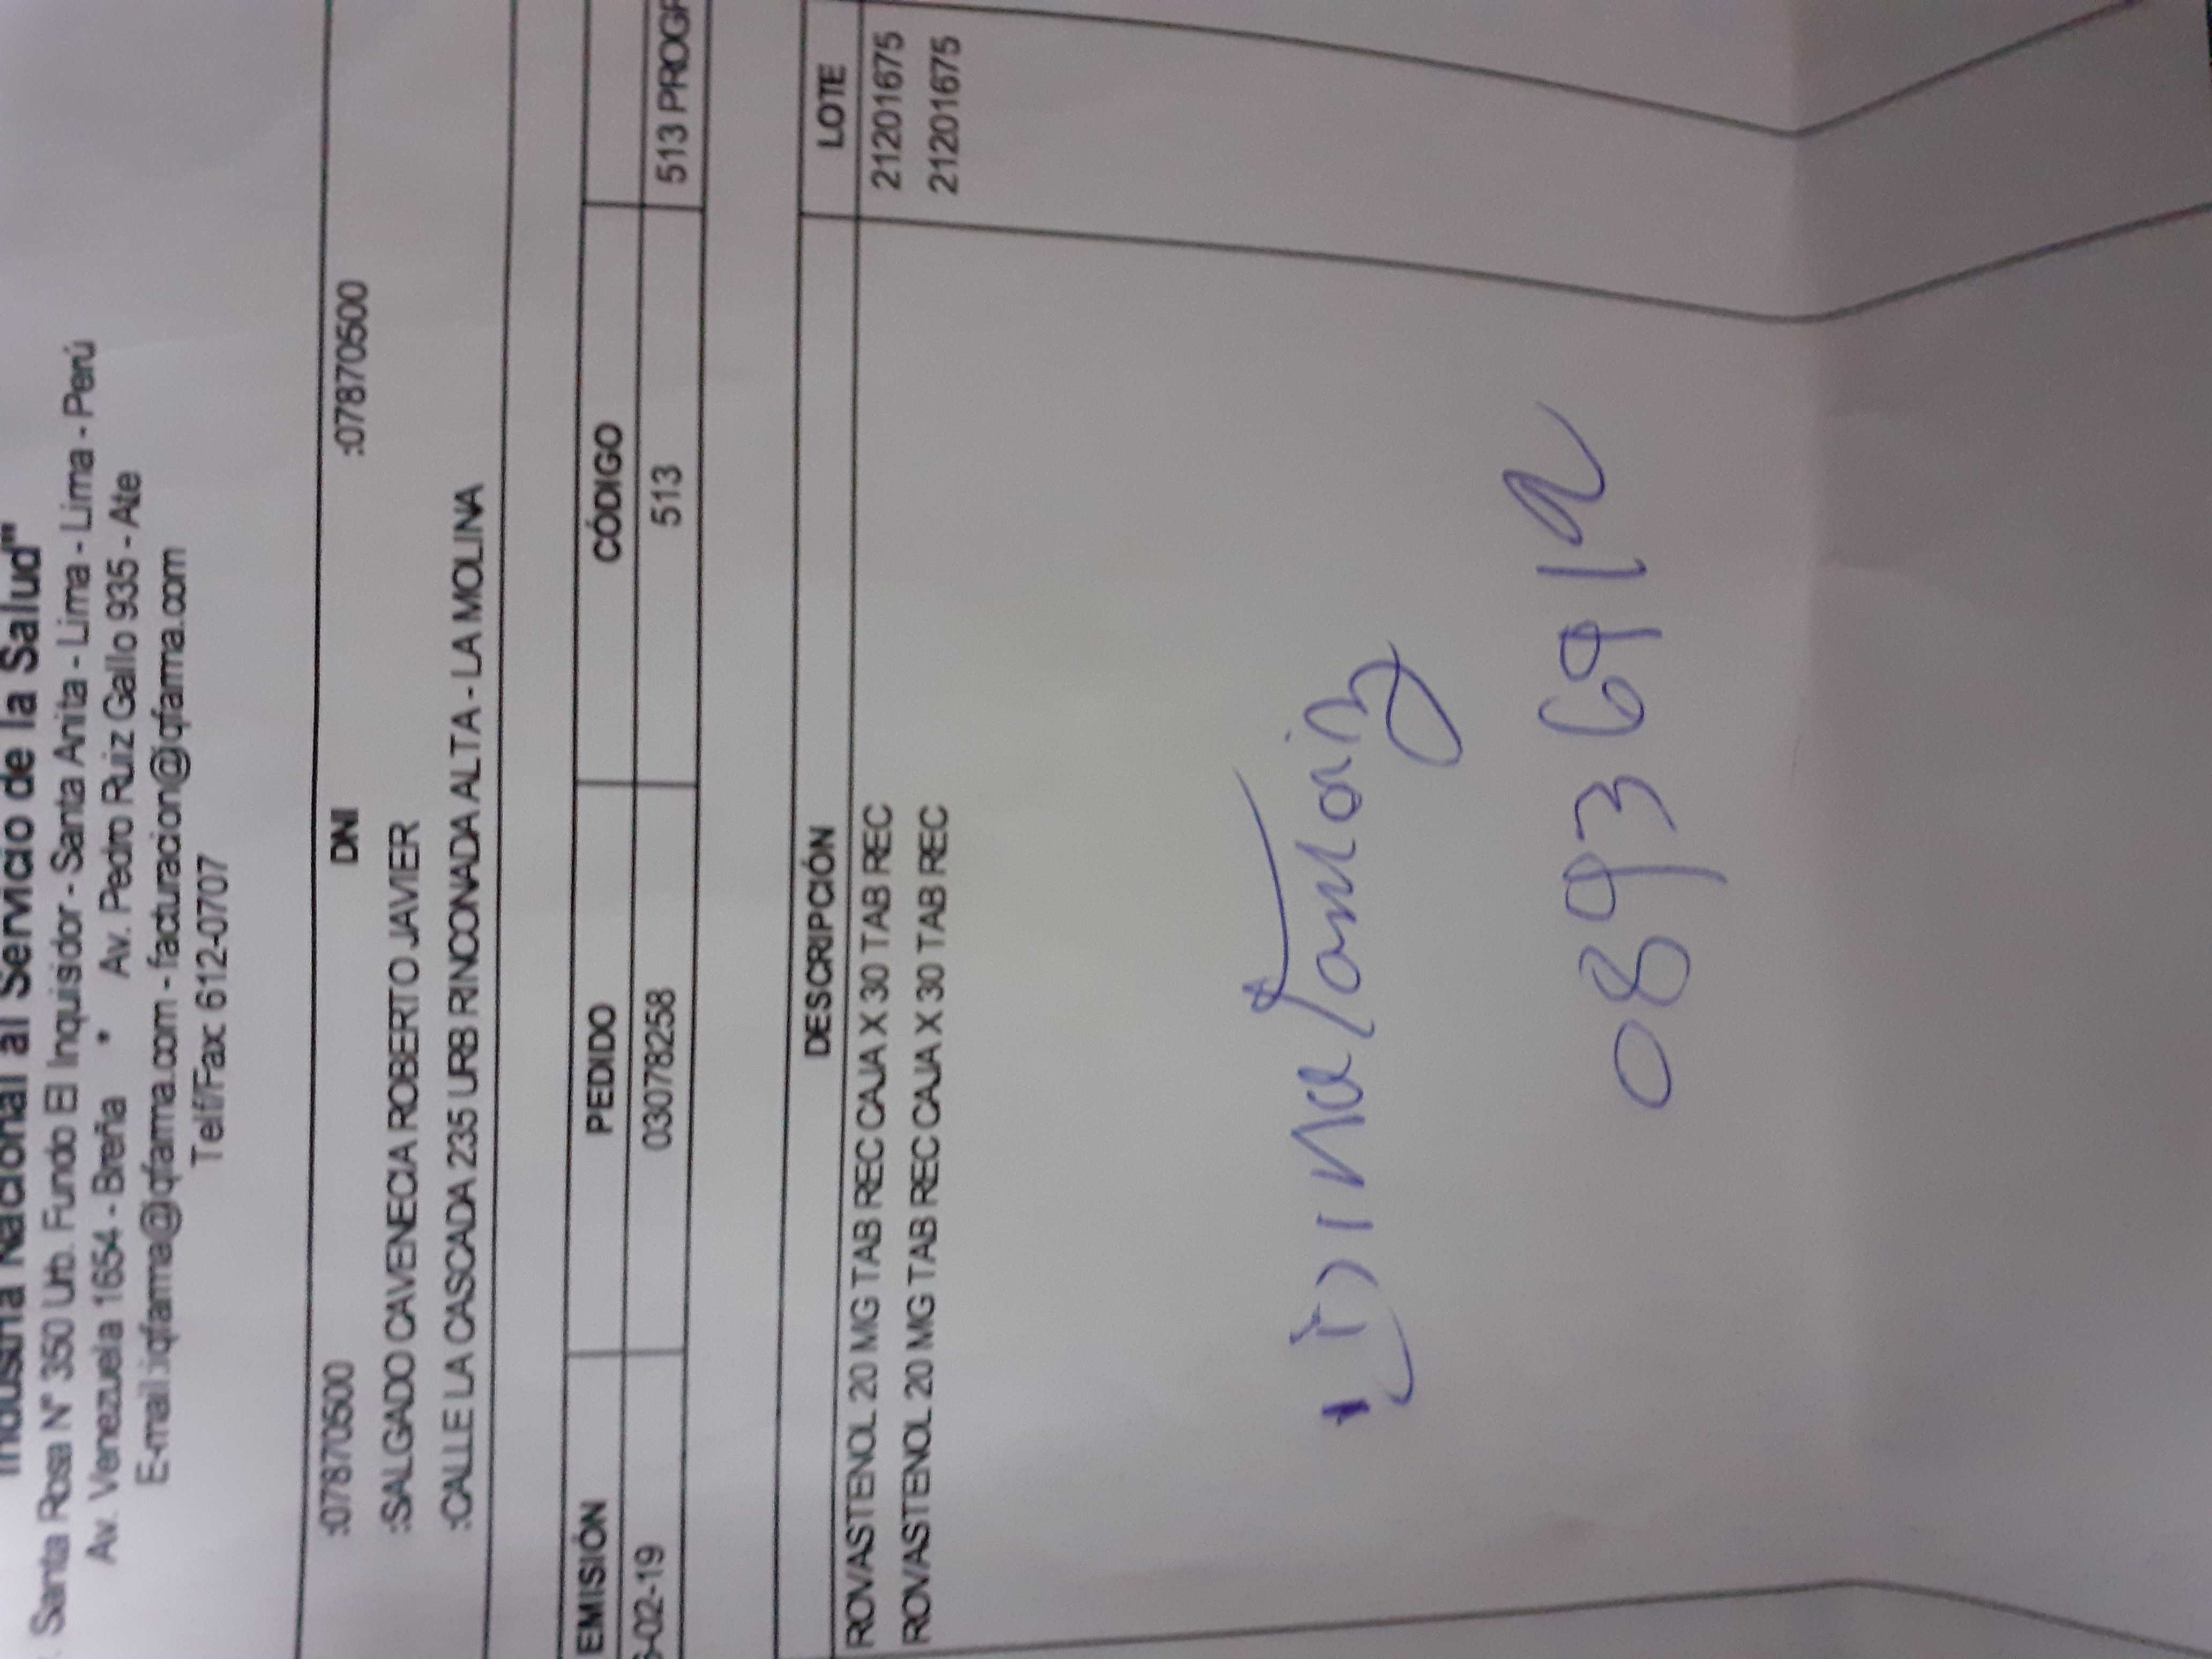 Industria Nacional al Servicio de la Salud"
Santa Rosa N° 350 Urb. Fundo El Inquisidor - Santa Anita - Lima - Lima - Perú
Av. Venezuela 1654 - Breña * Av. Pedro Ruiz Gallo 935 - Ate
E-mail:iqfarma@iqfarma.com - facturacion@iqfarma.com
Telf/Fax: 612-0707
:07870500 DNI :07870500
:SALGADO CAVENECIA ROBERTO JAVIER
:CALLE LA CASCADA 235 URB RINCONADA ALTA - LA MOLINA
EMISIÓN PEDIDO CÓDIGO
-02-19 03078258 513 513 PROGR
DESCRIPCIÓN LOTE
ROVASTENOL 20 MG TAB REC CAJA X 30 TAB REC 21201675
ROVASTENOL 20 MG TAB REC CAJA X 30 TAB REC 21201675